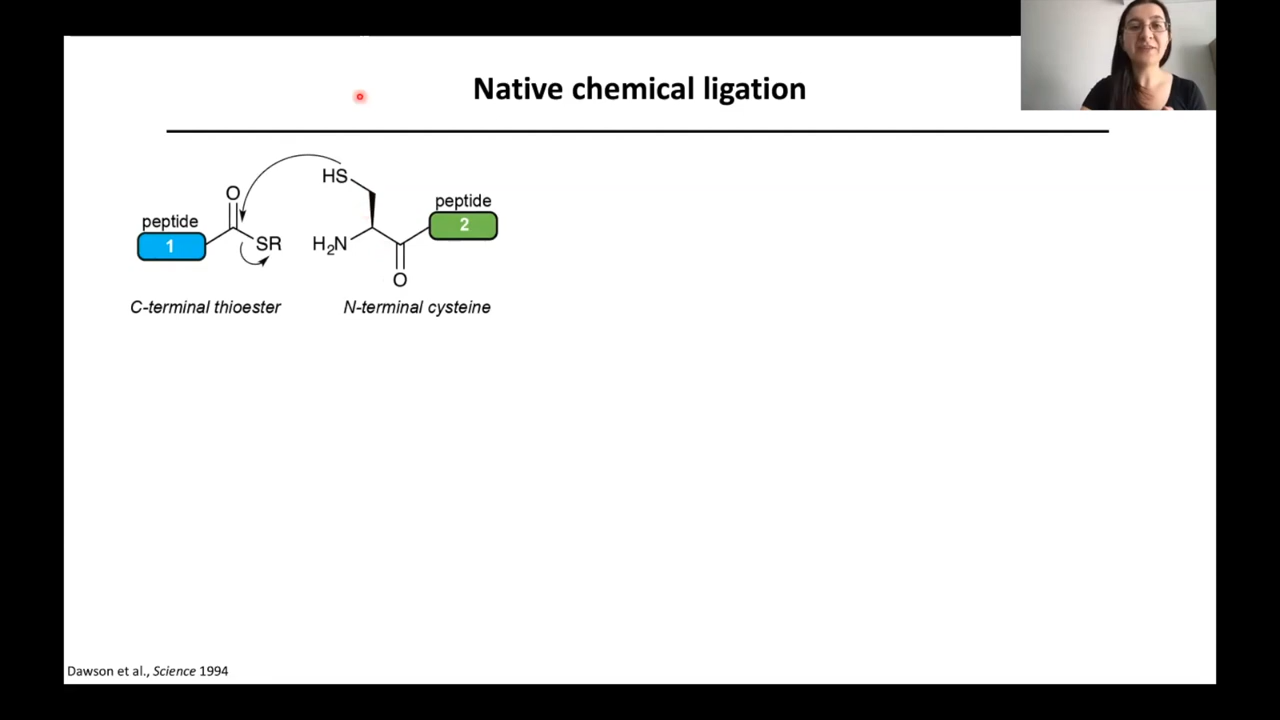 Native chemical ligation
HS
O
peptide
peptide
2
1
SR
H₂N
O
C-terminal thioester
N-terminal cysteine
Dawson et al., Science 1994